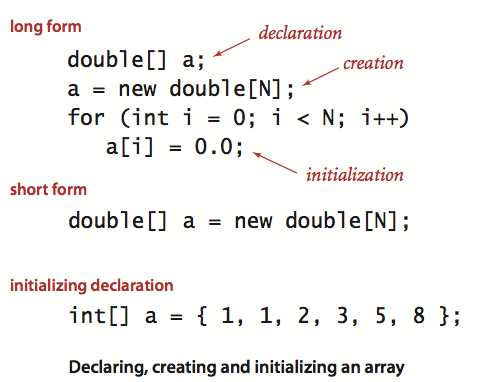 long form
declaration
double[] a;
creation
a = new double[N];
for (int i = 0; i < N; i++)
a[i] = 0.0;
initialization
short form
double[] a = new double[N];
initializing declaration
int[] a = { 1, 1, 2, 3, 5, 8 };
Declaring, creating and initializing an array